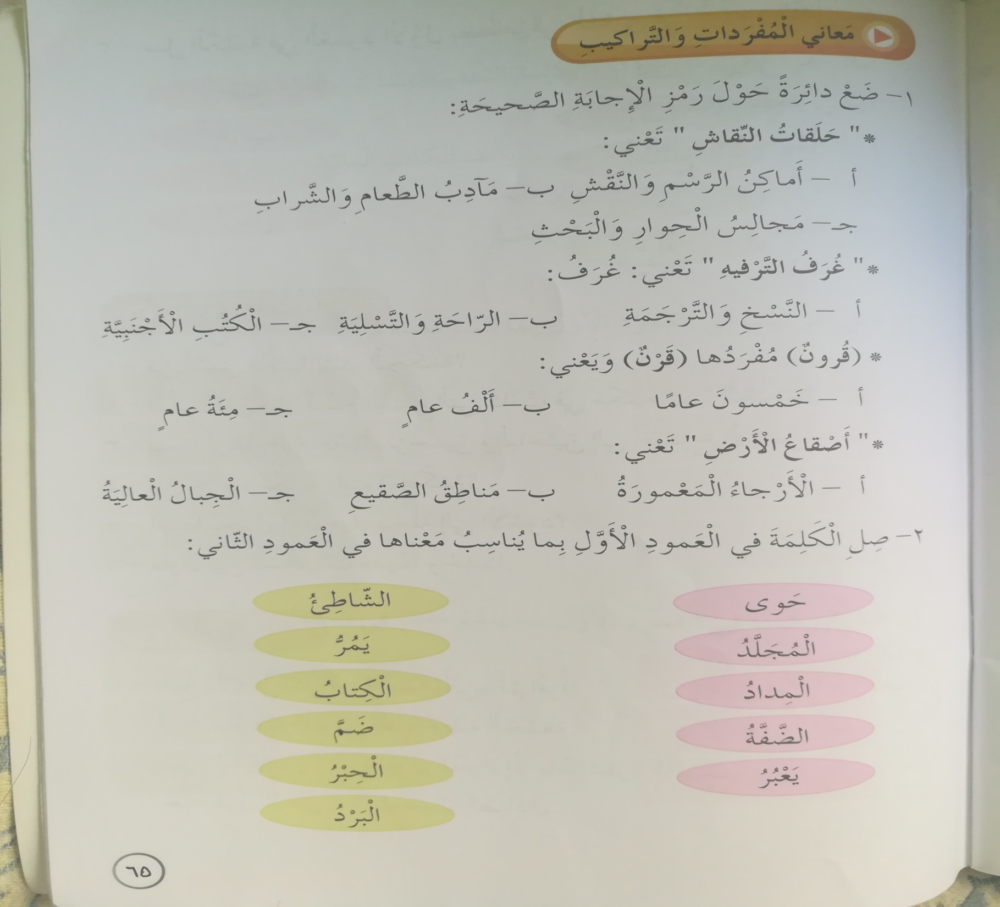 مَعاني الْمُفْرَداتِ وَالتَّراكيبِ
١- ضَعْ دائِرَةً حَوْلَ رَمْزِ الْإِجابَةِ الصَّحيحَةِ:
* " حَلَقاتُ النِّقاشِ " تَعْني:
أ - أَماكِنُ الرَّسْمِ وَالنَّقْشِ ب- مَآدِبُ الطَّعامِ وَالشَّرابِ
جـ- مَجالِسُ الْحِوارِ وَالْبَحْثِ
* " غُرَفُ التَّرْفيهِ " تَعْني: غُرَفُ:
أ - النَّسْخِ وَالتَّرْجَمَةِ ب- الرّاحَةِ وَالتَّسْلِيَةِ جـ- الْكُتُبِ الْأَجْنَبِيَّةِ
* (قُرونٌ) مُفْرَدُها (قَرْنٌ) وَيَعْني:
أ - خَمْسونَ عامًا ب- أَلْفُ عامٍ جـ- مِئَةُ عامٍ
* " أَصْقاعُ الْأَرْضِ " تَعْني:
أ - الْأَرْجاءُ الْمَعْمورَةُ ب- مَناطِقُ الصَّقيعِ جـ- الْجِبالُ الْعالِيَةُ
٢- صِلِ الْكَلِمَةَ في الْعَمودِ الْأَوَّلِ بِما يُناسِبُ مَعْناها في الْعَمودِ الثّاني:
حَوى الشّاطِئُ
الْمُجَلَّدُ يَمُرُّ
الْمِدادُ الْكِتابُ
الضَّفَّةُ ضَمَّ
يَعْبُرُ الْحِبْرُ
الْبَرْدُ
٦٥